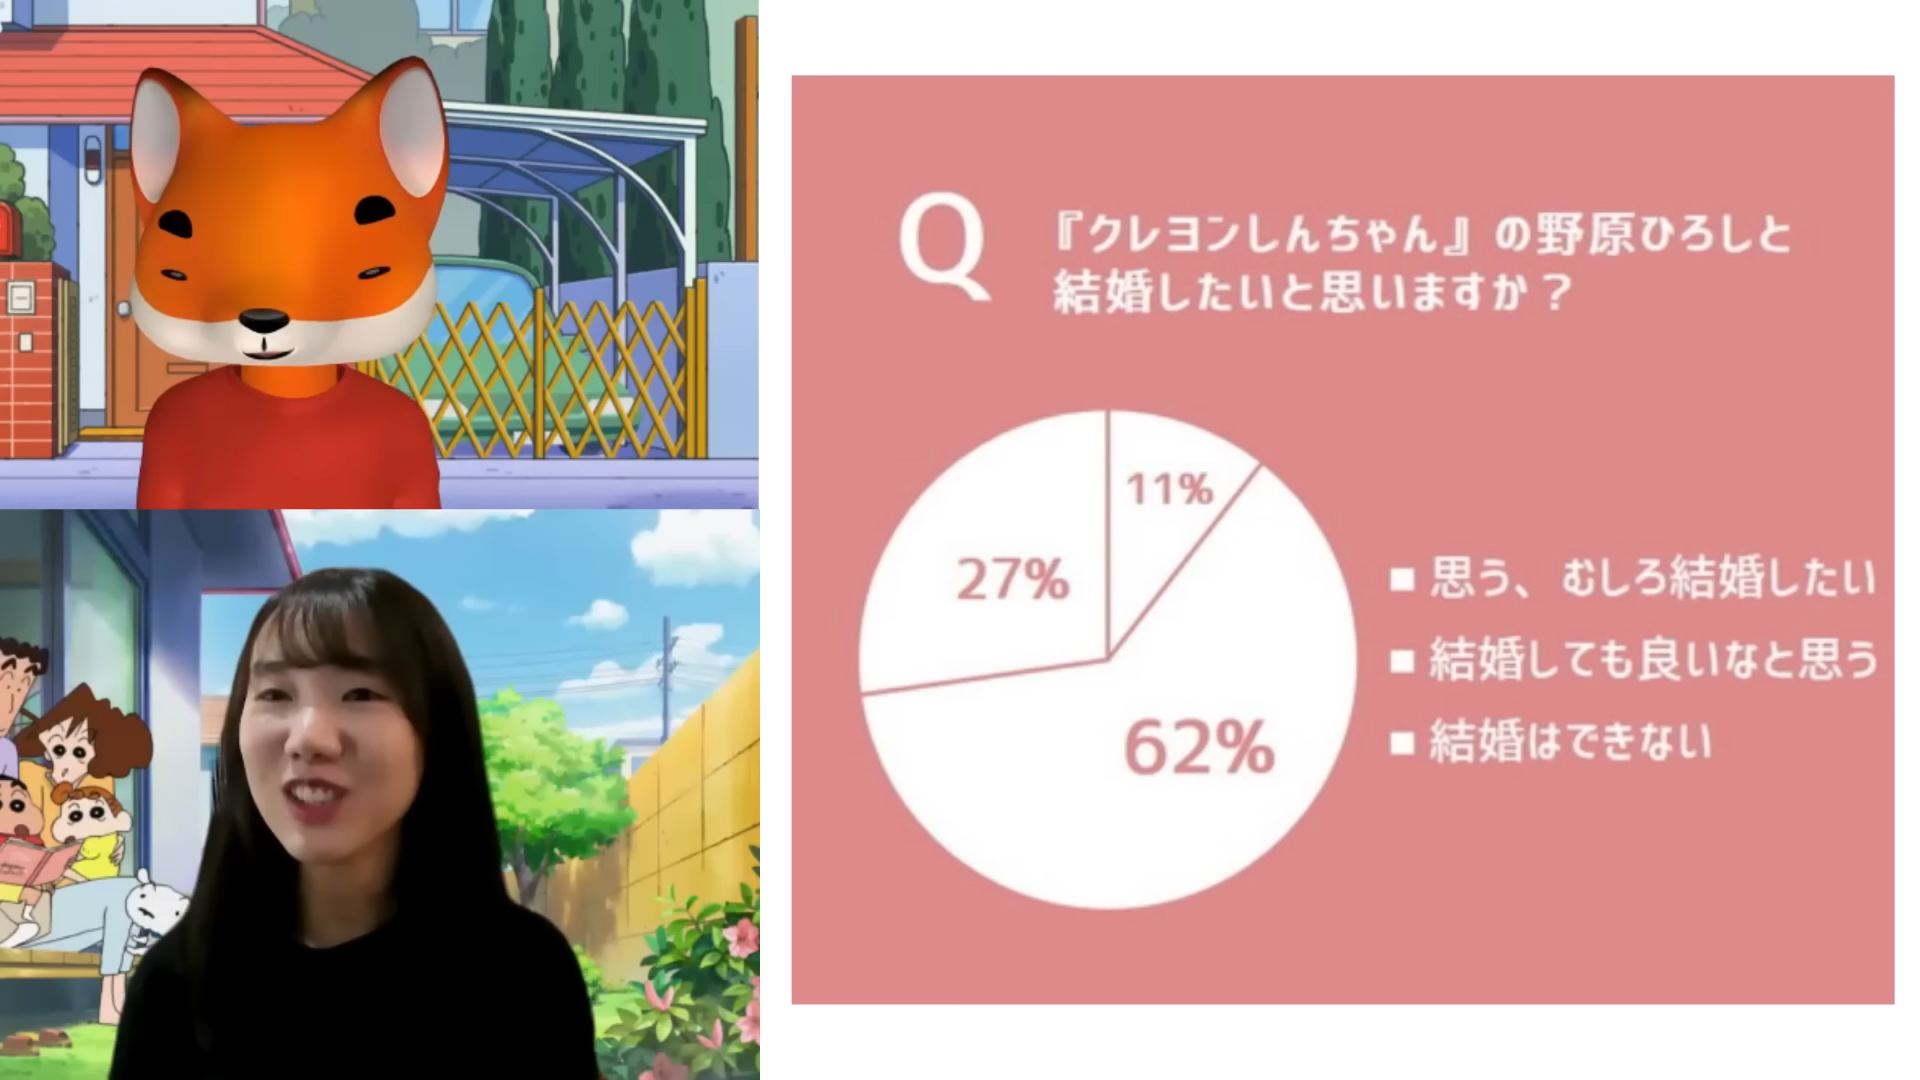 Q
『クレヨンしんちゃん』の野原ひろしと
結婚したいと思いますか？
11%
27%
62%
■ 思う、むしろ結婚したい
■ 結婚しても良いなと思う
■ 結婚はできない